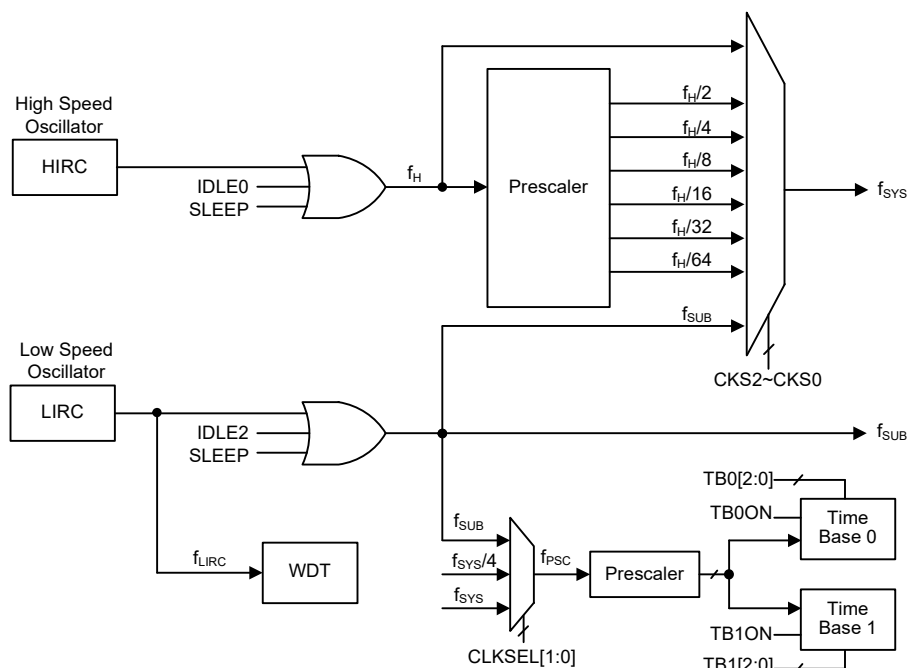 High Speed
Oscillator
HIRC
IDLE0
SLEEP
fH
Prescaler
fH/2
fH/4
fH/8
fH/16
fH/32
fH/64
fSUB
CKS2~CKS0
fSYS
Low Speed
Oscillator
LIRC
IDLE2
SLEEP
fSUB
fLIRC
WDT
fSUB
fSYS/4
fSYS
CLKSEL[1:0]
fPSC
Prescaler
TB0[2:0]
TB0ON
Time
Base 0
Time
Base 1
TB1ON
TB1[2:0]